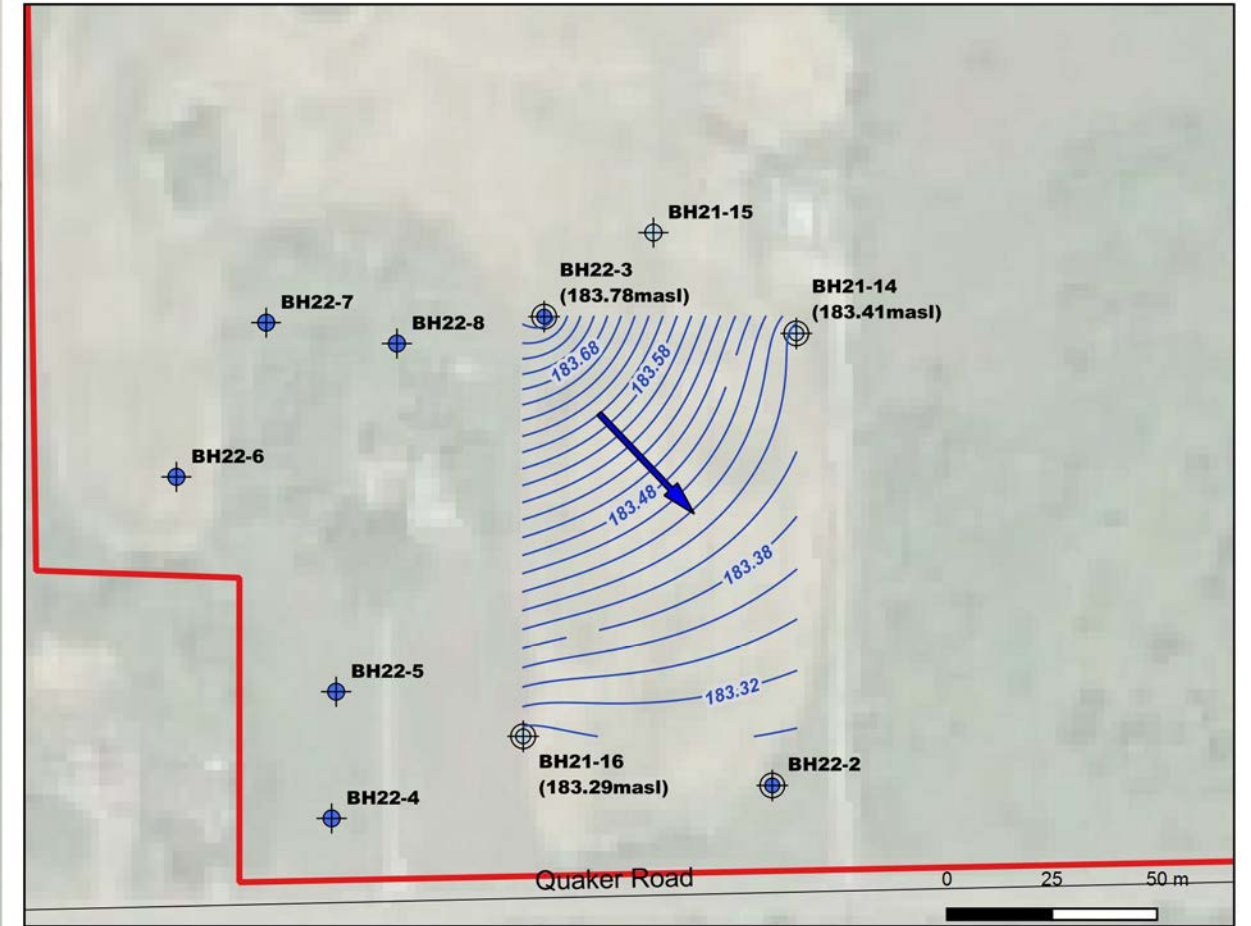 BH21-15
BH22-3
(183.78masl)
BH21-14
(183.41masl)
BH22-7
BH22-8
183.68
183.58
BH22-6
183.48
183.38
BH22-5
183.32
BH21-16
(183.29masl)
BH22-2
BH22-4
Quaker Road
0 25 50 m